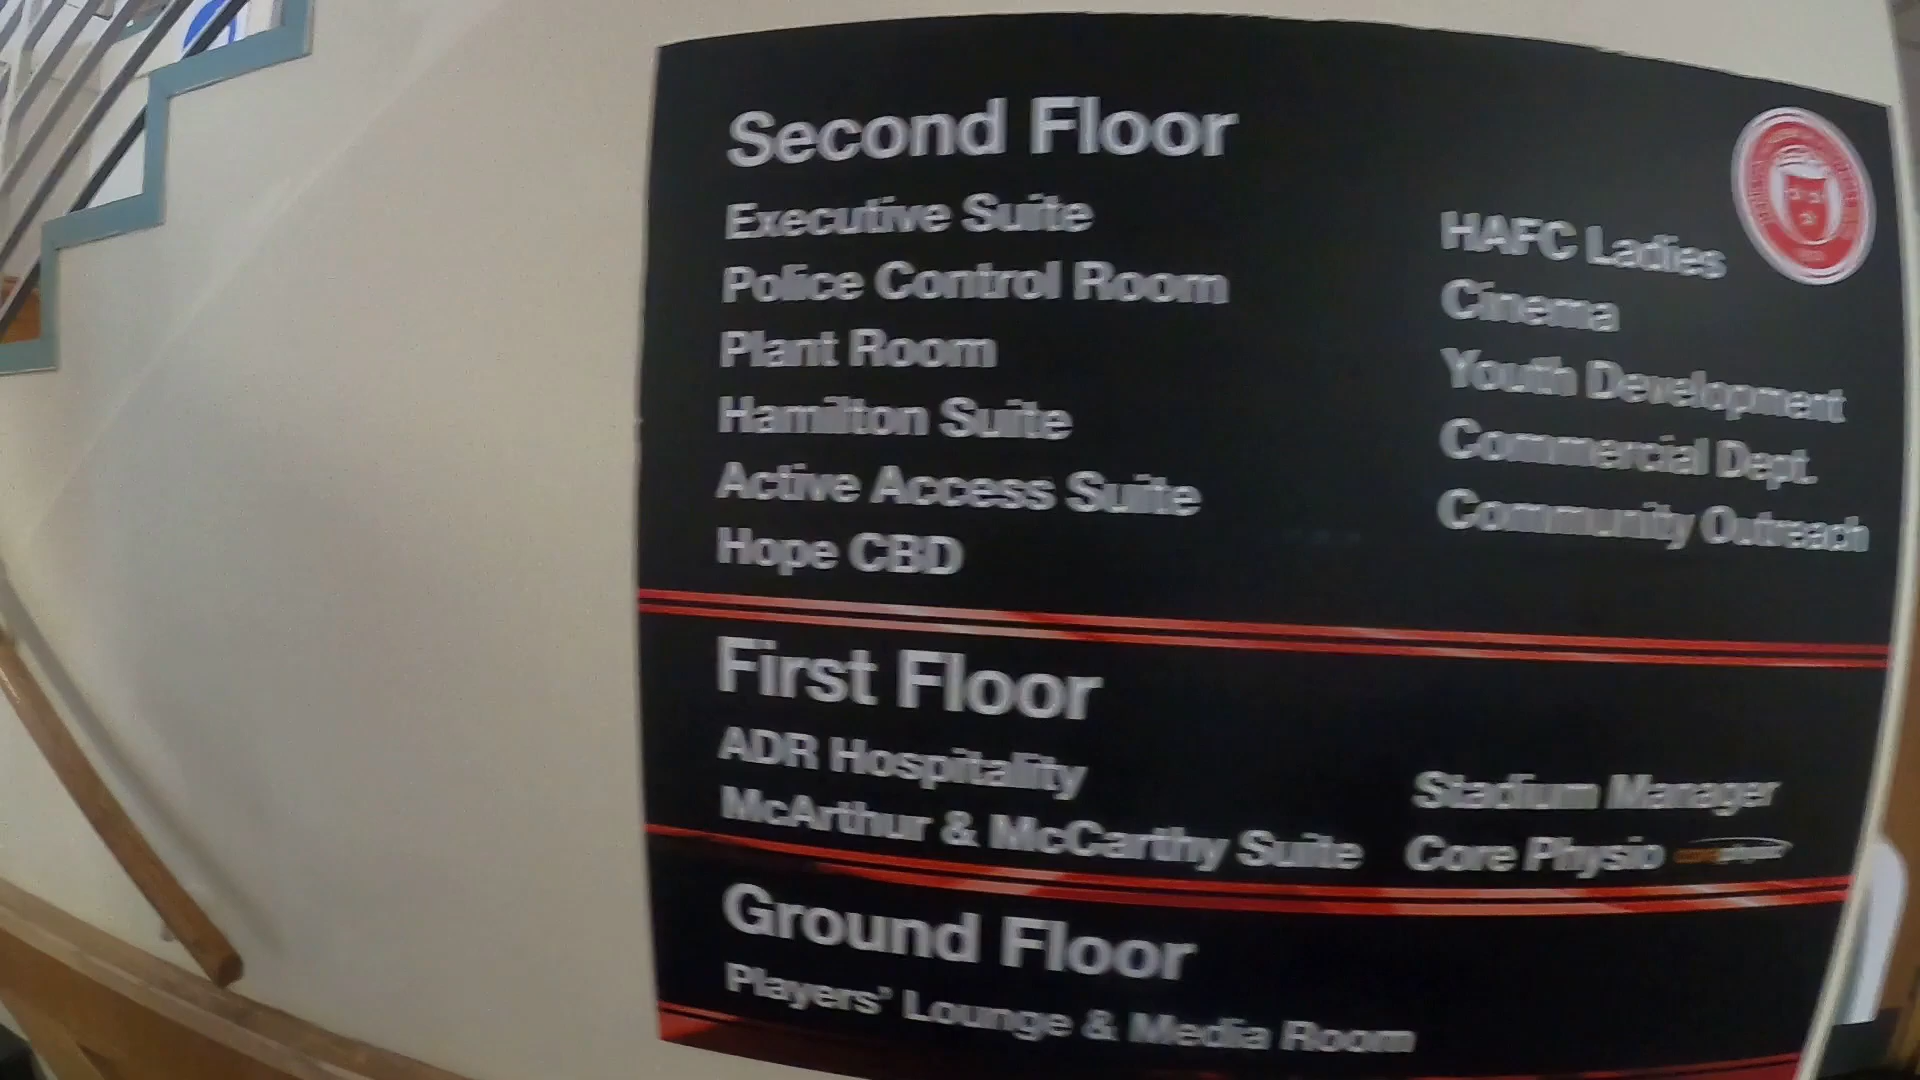 Second Floor
Executive Suite
Police Control Room
Plant Room
Hamilton Suite
Active Access Suite
Hope CBD
HAFC Ladies
Cinema
Youth Development
Commercial Dept.
Community Outreach
First Floor
ADR Hospitality
McArthur & McCarthy Suite
Stadium Manager
Core Physio
Ground Floor
Players' Lounge & Media Room